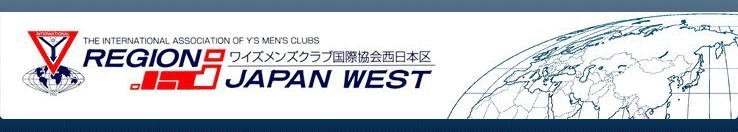 INTERNATIONAL
THE INTERNATIONAL ASSOCIATION OF Y'S MEN'S CLUBS
REGION ワイズメンズクラブ国際協会西日本区
JAPAN WEST